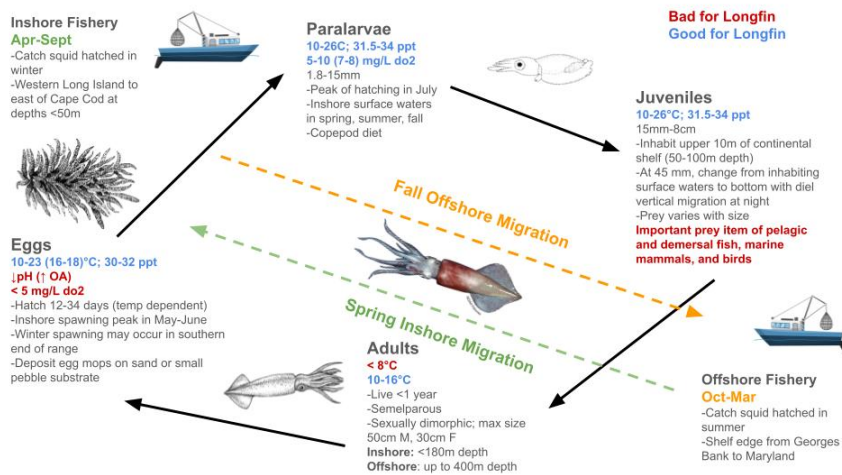 Inshore Fishery
Apr-Sept
-Catch squid hatched in
winter
-Western Long Island to
east of Cape Cod at
depths <50m
Paralarvae
10-26C; 31.5-34 ppt
5-10 (7-8) mg/L do2
1.8-15mm
-Peak of hatching in July
-Inshore surface waters
in spring, summer, fall
-Copepod diet
Bad for Longfin
Good for Longfin
Juveniles
10-26°C; 31.5-34 ppt
15mm-8cm
-Inhabit upper 10m of continental
shelf (50-100m depth)
-At 45 mm, change from inhabiting
surface waters to bottom with diel
vertical migration at night
-Prey varies with size
Important prey item of pelagic
and demersal fish, marine
mammals, and birds
Fall Offshore Migration
Spring Inshore Migration
Eggs
10-23 (16-18)°C; 30-32 ppt
↓pH (↑ OA)
< 5 mg/L do2
-Hatch 12-34 days (temp dependent)
-Inshore spawning peak in May-June
-Winter spawning may occur in southern
end of range
-Deposit egg mops on sand or small
pebble substrate
Adults
< 8°C
10-16°C
-Live <1 year
-Semelparous
-Sexually dimorphic; max size
50cm M, 30cm F
Inshore: <180m depth
Offshore: up to 400m depth
Offshore Fishery
Oct-Mar
-Catch squid hatched in
summer
-Shelf edge from Georges
Bank to Maryland